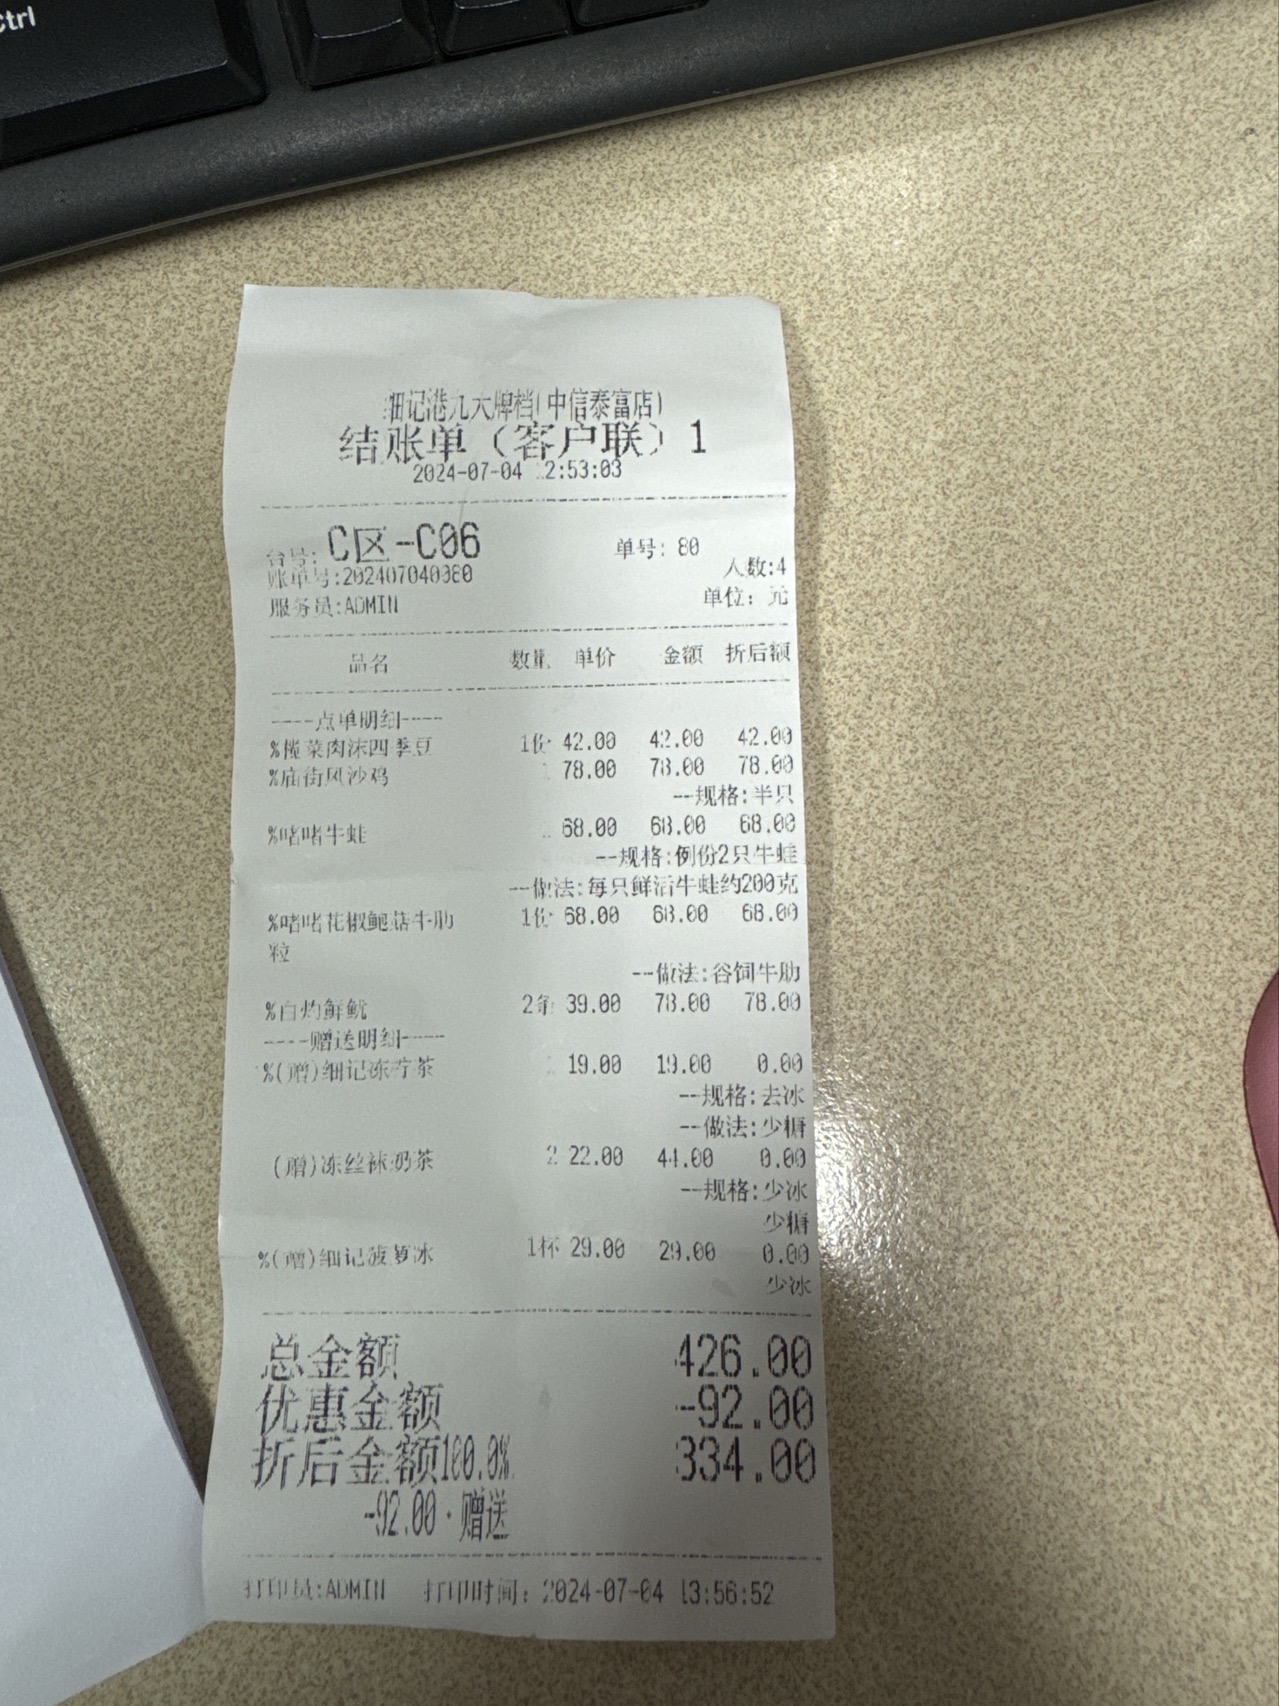 Ctrl
细记港九大牌档(中信泰富店)
结账单（客户联）1
2024-07-04 12:53:03
台号: C区-C06 单号: 80
账单号:202407040080 人数:4
服务员:ADMIN 单位: 元
品名 数量 单价 金额 折后额
----点单明细----
%榄菜肉沫四季豆 1份 42.00 42.00 42.00
%庙街风沙鸡 78.00 78.00 78.00
--规格:半只
%啫啫牛蛙 68.00 68.00 68.00
--规格:例份2只牛蛙
--做法:每只鲜活牛蛙约200克
%啫啫花椒鲍菇牛肋 1份 68.00 68.00 68.00
粒
--做法:谷饲牛肋
%白灼鲜鱿 2条 39.00 78.00 78.00
----赠送明细----
%(赠)细记冻柠茶 19.00 19.00 0.00
--规格:去冰
--做法:少糖
(赠)冻丝袜奶茶 2 22.00 44.00 0.00
--规格:少冰
少糖
%(赠)细记菠萝冰 1杯 29.00 29.00 0.00
少冰
总金额 426.00
优惠金额 -92.00
折后金额100.0% 334.00
-92.00·赠送
打印员:ADMIN 打印时间: 2024-07-04 13:56:52